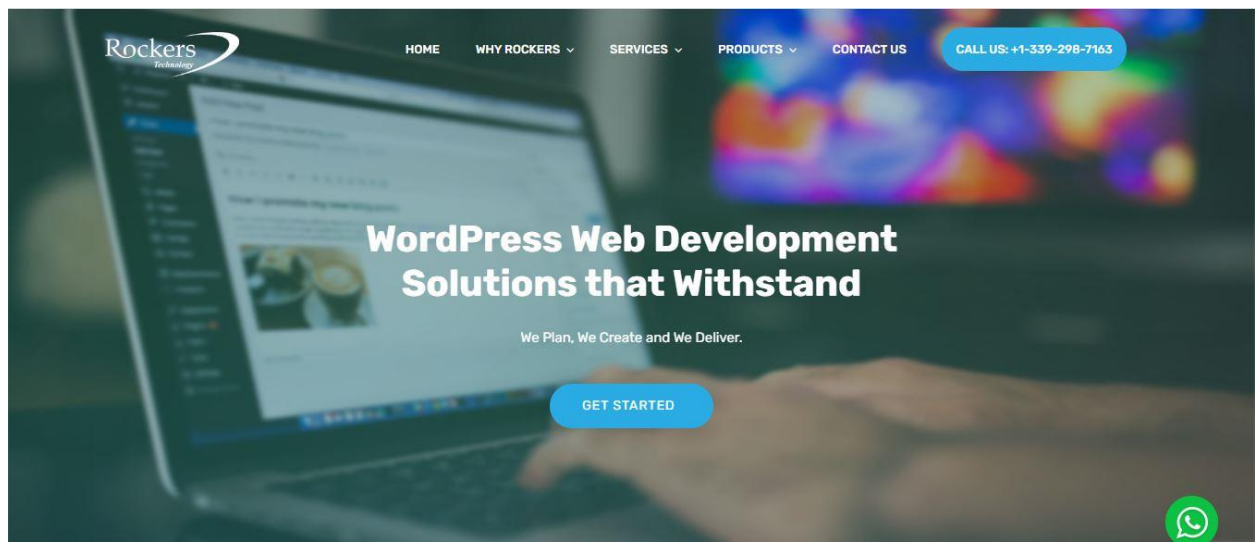 Rockers
Technology
HOME
WHY ROCKERS
SERVICES
PRODUCTS
CONTACT US
CALL US: +1-339-298-7163
WordPress Web Development
Solutions that Withstand
We Plan, We Create and We Deliver.
GET STARTED